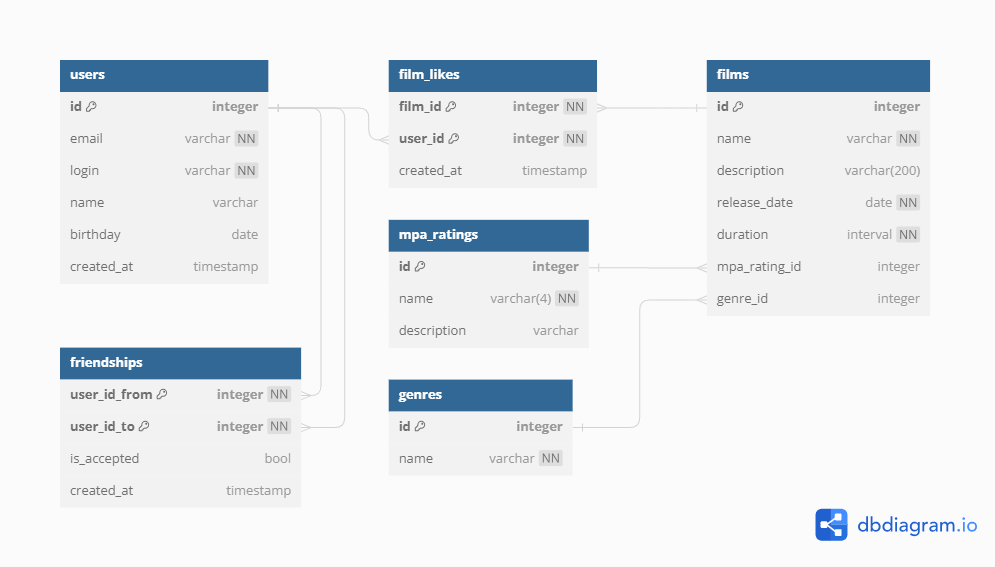 users
id integer
email varchar NN
login varchar NN
name varchar
birthday date
created_at timestamp
film_likes
film_id integer NN
user_id integer NN
created_at timestamp
films
id integer
name varchar NN
description varchar(200)
release_date date NN
duration interval NN
mpa_rating_id integer
genre_id integer
mpa_ratings
id integer
name varchar(4) NN
description varchar
friendships
user_id_from integer NN
user_id_to integer NN
is_accepted bool
created_at timestamp
genres
id integer
name varchar NN
dbdiagram.io